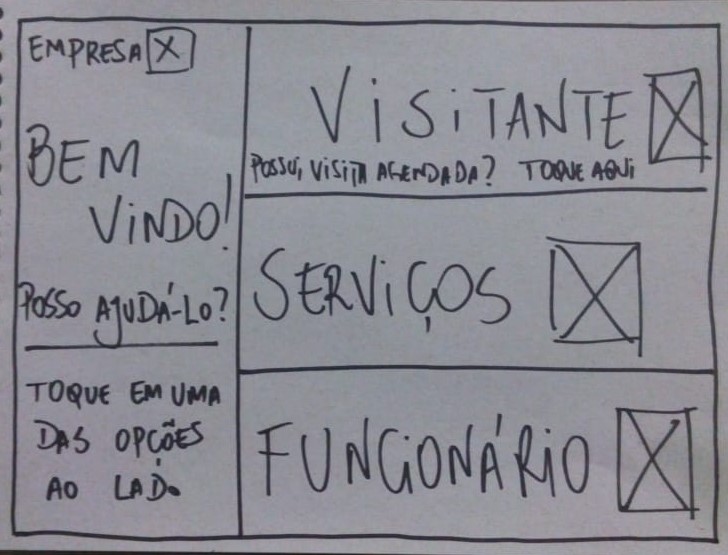 EMPRESA
BEM
VINDO!
POSSO AJUDÁ-LO?
TOQUE EM UMA
DAS OPÇÕES
AO LADO
VISITANTE
POSSUI VISITA AGENDADA? TOQUE AQUI
SERVIÇOS
FUNCIONÁRIO